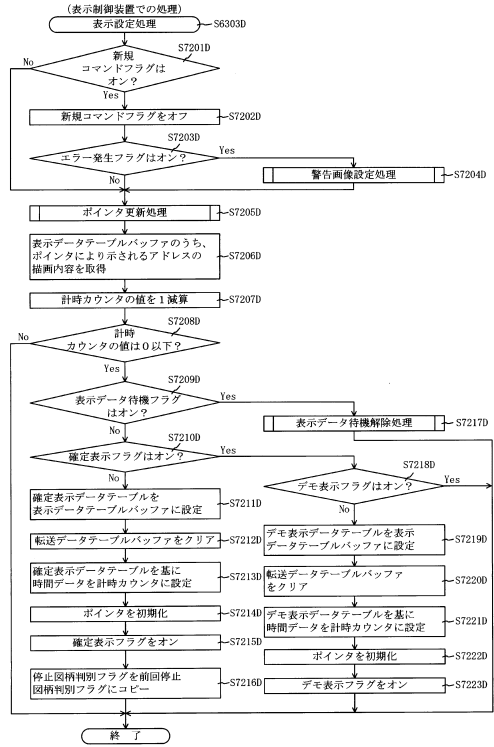 (表示制御装置での処理)
表示設定処理
S6303D
S7201D
新規
コマンドフラグは
オン?
No
Yes
新規コマンドフラグをオフ
S7202D
S7203D
エラー発生フラグはオン?
Yes
No
警告画像設定処理
S7204D
ポインタ更新処理
S7205D
表示データテーブルバッファのうち、
ポインタにより示されるアドレスの
描画内容を取得
S7206D
計時カウンタの値を1減算
S7207D
S7208D
計時
カウンタの値は0以下?
No
Yes
S7209D
表示データ待機フラグ
はオン?
Yes
No
表示データ待機解除処理
S7217D
S7210D
確定表示フラグはオン?
Yes
No
S7218D
デモ表示フラグはオン?
Yes
No
確定表示データテーブルを
表示データテーブルバッファに設定
S7211D
転送データテーブルバッファをクリア
S7212D
確定表示データテーブルを基に
時間データを計時カウンタに設定
S7213D
ポインタを初期化
S7214D
確定表示フラグをオン
S7215D
停止図柄判別フラグを前回停止
図柄判別フラグにコピー
S7216D
デモ表示データテーブルを表示
データテーブルバッファに設定
S7219D
転送データテーブルバッファ
をクリア
S7220D
デモ表示データテーブルを基に
時間データを計時カウンタに設定
S7221D
ポインタを初期化
S7222D
デモ表示フラグをオン
S7223D
終了